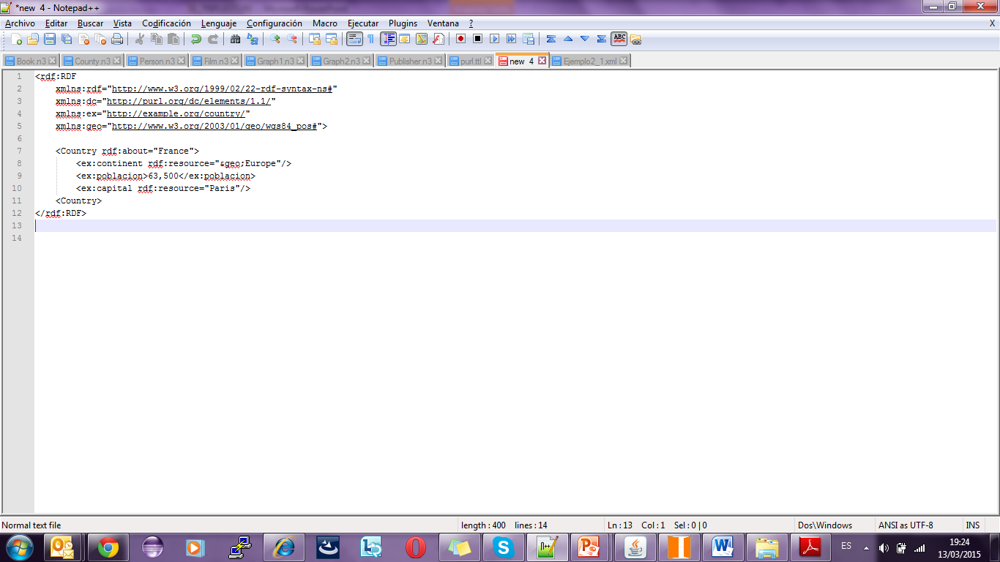 *new  4 - Notepad++
Archivo Editar Buscar Vista Codificación Lenguaje Configuración Macro Ejecutar Plugins Ventana ? X
ABC
Book.n3 County.n3 Person.n3 Film.n3 Graph1.n3 Graph2.n3 Publisher.n3 purl.ttl new  4 Ejemplo2_1.xml
1 <rdf:RDF
2 xmlns:rdf="http://www.w3.org/1999/02/22-rdf-syntax-ns#"
3 xmlns:dc="http://purl.org/dc/elements/1.1/"
4 xmlns:ex="http://example.org/country/"
5 xmlns:geo="http://www.w3.org/2003/01/geo/wgs84_pos#">
6
7 <Country rdf:about="France">
8 <ex:continent rdf:resource="&geo;Europe"/>
9 <ex:poblacion>63,500</ex:poblacion>
10 <ex:capital rdf:resource="Paris"/>
11 <Country>
12 </rdf:RDF>
13
14
Normal text file length : 400 lines : 14 Ln : 13 Col : 1 Sel : 0 | 0 Dos\Windows ANSI as UTF-8 INS
ES 19:24
13/03/2015